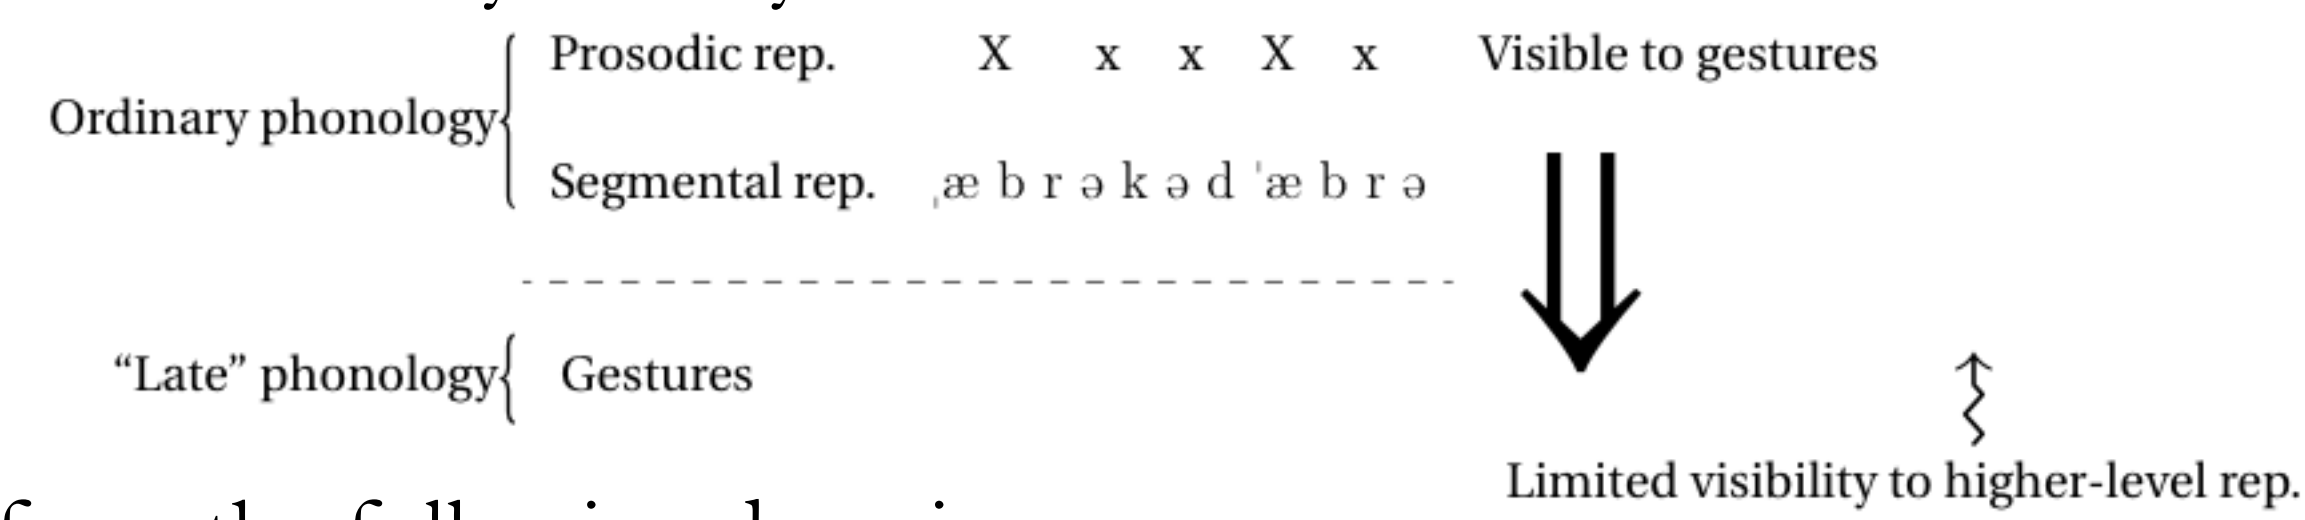 Prosodic rep. X x x X x Visible to gestures
Ordinary phonology
Segmental rep. ˌæ b r ə k ə d ˈæ b r ə
“Late” phonology Gestures
Limited visibility to higher-level rep.